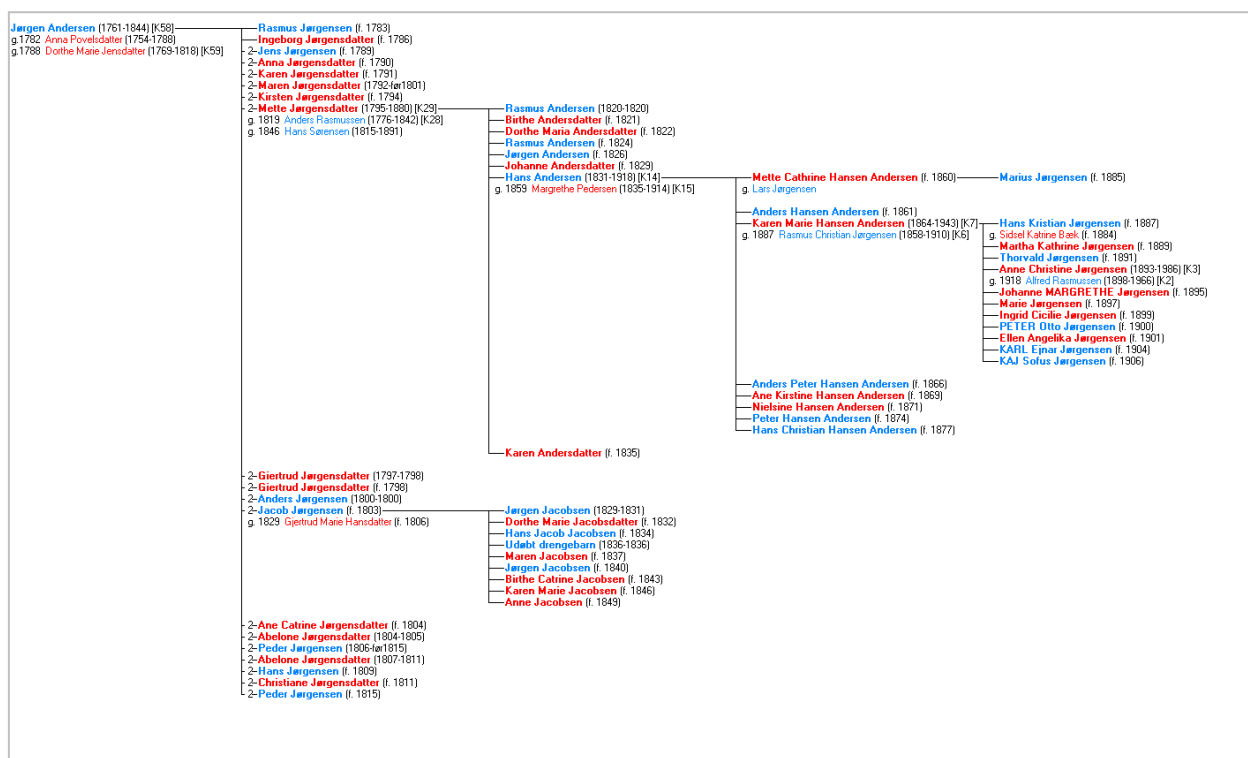 Jørgen Andersen (1761-1844) [K58]
g.1782 Anna Povelsdatter (1754-1788)
g.1788 Dorthe Marie Jensdatter (1769-1818) [K59]
Rasmus Jørgensen (f. 1783)
Ingeborg Jørgensdatter (f. 1786)
2 Jens Jørgensen (f. 1789)
2 Anna Jørgensdatter (f. 1790)
2 Karen Jørgensdatter (f. 1791)
2 Maren Jørgensdatter (1792-før1801)
2 Kirsten Jørgensdatter (f. 1794)
2 Mette Jørgensdatter (1795-1880) [K29]
g. 1819 Anders Rasmussen (1776-1842) [K28]
g. 1846 Hans Sørensen (1815-1891)
Rasmus Andersen (1820-1820)
Birthe Andersdatter (f. 1821)
Dorthe Maria Andersdatter (f. 1822)
Rasmus Andersen (f. 1824)
Jørgen Andersen (f. 1826)
Johanne Andersdatter (f. 1829)
Hans Andersen (1831-1918) [K14]
g. 1859 Margrethe Pedersen (1835-1914) [K15]
Mette Cathrine Hansen Andersen (f. 1860)
g. Lars Jørgensen
Marius Jørgensen (f. 1885)
Anders Hansen Andersen (f. 1861)
Karen Marie Hansen Andersen (1864-1943) [K7]
g. 1887 Rasmus Christian Jørgensen (1858-1910) [K6]
Hans Kristian Jørgensen (f. 1887)
g. Sidsel Katrine Bæk (f. 1884)
Martha Kathrine Jørgensen (f. 1889)
Thorvald Jørgensen (f. 1891)
Anne Christine Jørgensen (1893-1986) [K3]
g. 1918 Alfred Rasmussen (1898-1966) [K2]
Johanne MARGRETHE Jørgensen (f. 1895)
Marie Jørgensen (f. 1897)
Ingrid Cicilie Jørgensen (f. 1899)
PETER Otto Jørgensen (f. 1900)
Ellen Angelika Jørgensen (f. 1901)
KARL Ejnar Jørgensen (f. 1904)
KAJ Sofus Jørgensen (f. 1906)
Anders Peter Hansen Andersen (f. 1866)
Ane Kirstine Hansen Andersen (f. 1869)
Nielsine Hansen Andersen (f. 1871)
Peter Hansen Andersen (f. 1874)
Hans Christian Hansen Andersen (f. 1877)
Karen Andersdatter (f. 1835)
2 Giertrud Jørgensdatter (1797-1798)
2 Giertrud Jørgensdatter (f. 1798)
2 Anders Jørgensen (1800-1800)
2 Jacob Jørgensen (f. 1803)
g. 1829 Gjertrud Marie Hansdatter (f. 1806)
Jørgen Jacobsen (1829-1831)
Dorthe Marie Jacobsdatter (f. 1832)
Hans Jacob Jacobsen (f. 1834)
Udøbt drengebarn (1836-1836)
Maren Jacobsen (f. 1837)
Jørgen Jacobsen (f. 1840)
Birthe Catrine Jacobsen (f. 1843)
Karen Marie Jacobsen (f. 1846)
Anne Jacobsen (f. 1849)
2 Ane Catrine Jørgensdatter (f. 1804)
2 Abelone Jørgensdatter (1804-1805)
2 Peder Jørgensen (1806-før1815)
2 Abelone Jørgensdatter (1807-1811)
2 Hans Jørgensen (f. 1809)
2 Christiane Jørgensdatter (f. 1811)
2 Peder Jørgensen (f. 1815)